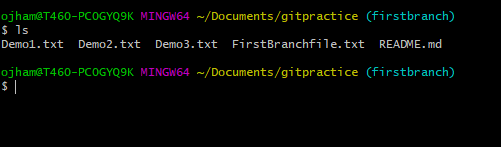 ojham@T460-PC0GYQ9K MINGW64 ~/Documents/gitpractice (firstbranch)
$ ls
Demo1.txt  Demo2.txt  Demo3.txt  FirstBranchfile.txt  README.md
ojham@T460-PC0GYQ9K MINGW64 ~/Documents/gitpractice (firstbranch)
$